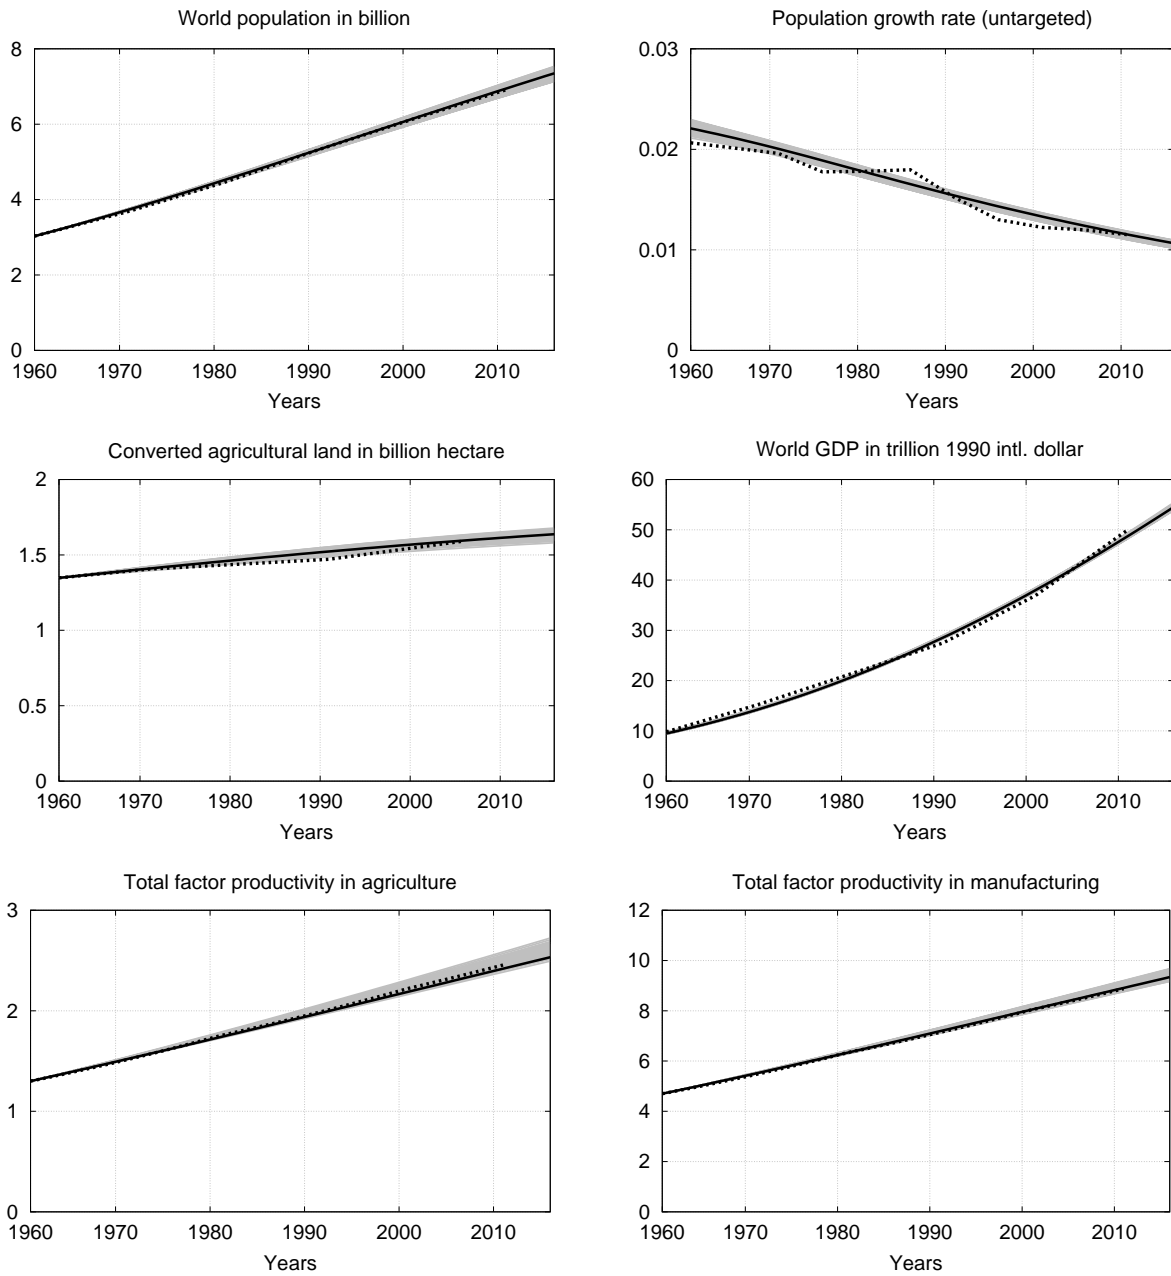 World population in billion
8
6
4
2
0
1960 1970 1980 1990 2000 2010
Years
Population growth rate (untargeted)
0.03
0.02
0.01
0
1960 1970 1980 1990 2000 2010
Years
Converted agricultural land in billion hectare
2
1.5
1
0.5
0
1960 1970 1980 1990 2000 2010
Years
World GDP in trillion 1990 intl. dollar
60
50
40
30
20
10
0
1960 1970 1980 1990 2000 2010
Years
Total factor productivity in agriculture
3
2
1
0
1960 1970 1980 1990 2000 2010
Years
Total factor productivity in manufacturing
12
10
8
6
4
2
0
1960 1970 1980 1990 2000 2010
Years